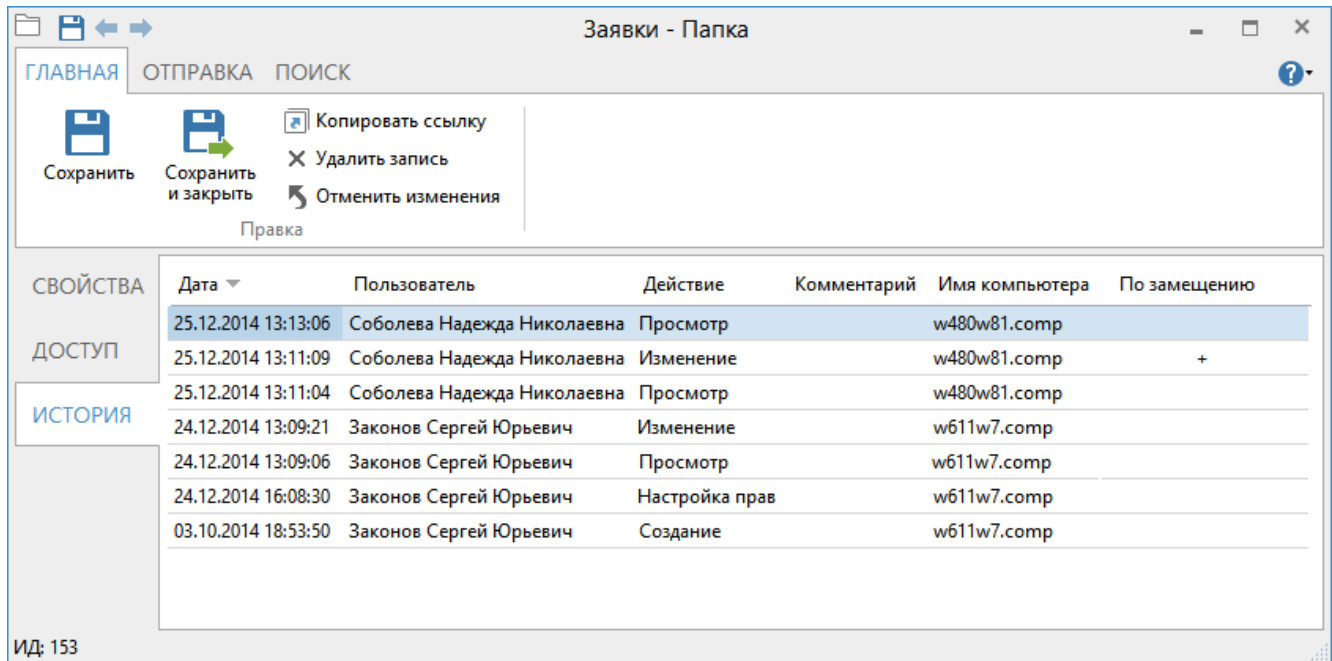 Заявки - Папка
ГЛАВНАЯ ОТПРАВКА ПОИСК
Сохранить
Сохранить
и закрыть
Копировать ссылку
Удалить запись
Отменить изменения
Правка
СВОЙСТВА
ДОСТУП
ИСТОРИЯ
Дата Пользователь Действие Комментарий Имя компьютера По замещению
25.12.2014 13:13:06 Соболева Надежда Николаевна Просмотр w480w81.comp
25.12.2014 13:11:09 Соболева Надежда Николаевна Изменение w480w81.comp +
25.12.2014 13:11:04 Соболева Надежда Николаевна Просмотр w480w81.comp
24.12.2014 13:09:21 Законов Сергей Юрьевич Изменение w611w7.comp
24.12.2014 13:09:06 Законов Сергей Юрьевич Просмотр w611w7.comp
24.12.2014 16:08:30 Законов Сергей Юрьевич Настройка прав w611w7.comp
03.10.2014 18:53:50 Законов Сергей Юрьевич Создание w611w7.comp
ИД: 153